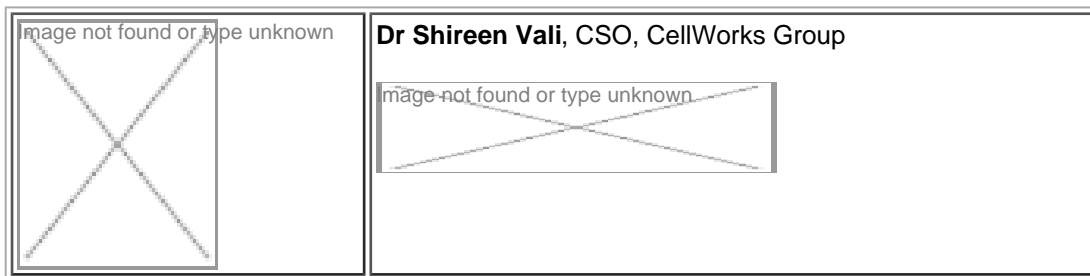 Image not found or type unknown
Dr Shireen Vali, CSO, CellWorks Group
Image not found or type unknown